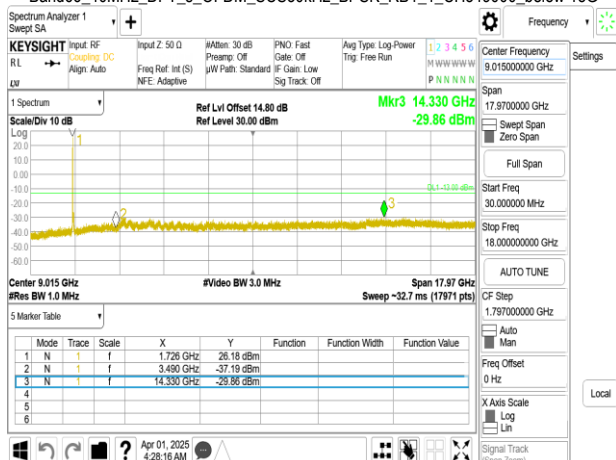 Spectrum Analyzer 1
Swept SA
+
Frequency
Settings
KEYSIGHT
RL
LXI
Input: RF
Coupling: DC
Align: Auto
Input Z: 50 Ω
Freq Ref: Int (S)
NFE: Adaptive
#Atten: 30 dB
Preamp: Off
µW Path: Standard
PNO: Fast
Gate: Off
IF Gain: Low
Sig Track: Off
Avg Type: Log-Power
Trig: Free Run
1 2 3 4 5 6
M W W W W W
P N N N N N
Center Frequency
9.015000000 GHz
Span
17.9700000 GHz
Swept Span
Zero Span
Full Span
Start Freq
30.000000 MHz
Stop Freq
18.000000000 GHz
AUTO TUNE
CF Step
1.797000000 GHz
Auto
Man
Freq Offset
0 Hz
X Axis Scale
Log
Lin
Signal Track
Local
1 Spectrum
Scale/Div 10 dB
Ref Lvl Offset 14.80 dB
Ref Level 30.00 dBm
Mkr3 14.330 GHz
-29.86 dBm
Log
20.0
10.0
0.00
-10.0
-20.0
-30.0
-40.0
-50.0
-60.0
1
2
3
DL1 -13.00 dBm
Center 9.015 GHz
#Res BW 1.0 MHz
#Video BW 3.0 MHz
Span 17.97 GHz
Sweep ~32.7 ms (17971 pts)
5 Marker Table
Mode Trace Scale X Y Function Function Width Function Value
1 N 1 f 1.726 GHz 26.18 dBm
2 N 1 f 3.490 GHz -37.19 dBm
3 N 1 f 14.330 GHz -29.86 dBm
4
5
6
?
Apr 01, 2025
4:28:16 AM